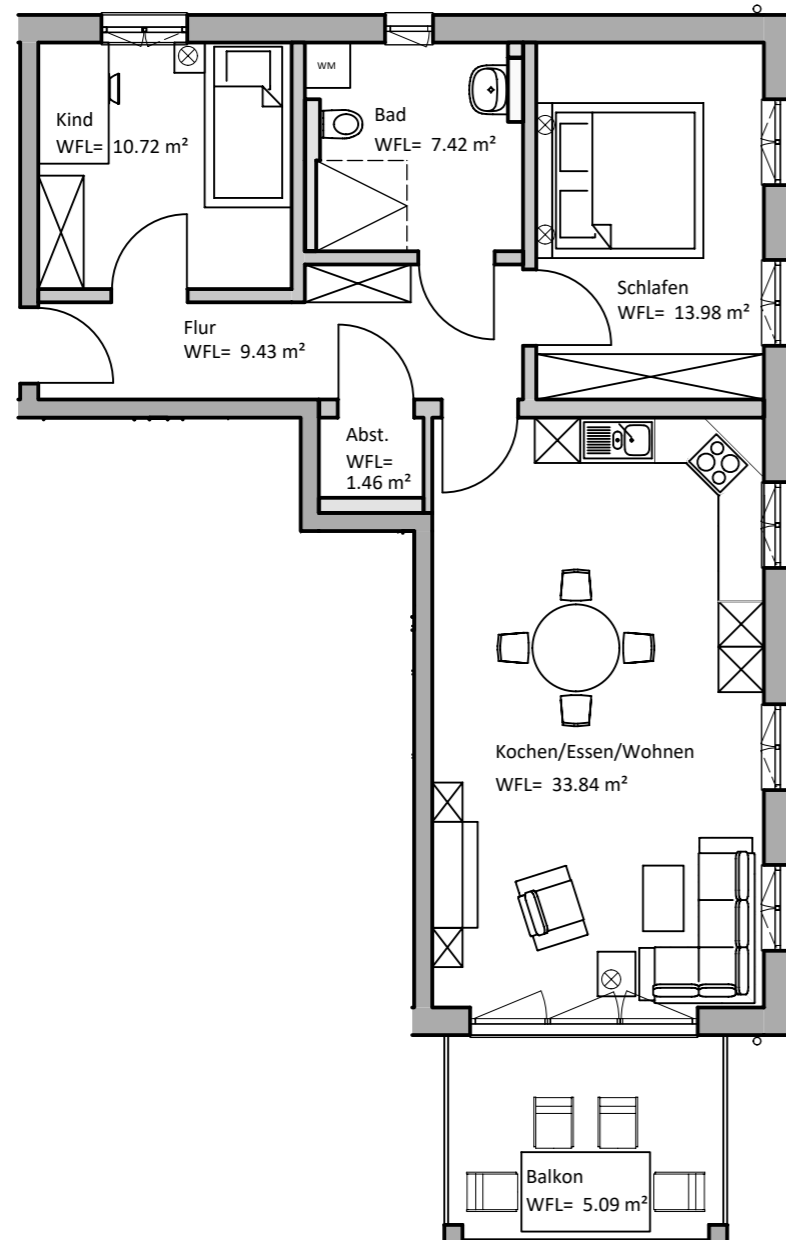 WM
Kind
WFL= 10.72 m²
Bad
WFL= 7.42 m²
Schlafen
WFL= 13.98 m²
Flur
WFL= 9.43 m²
Abst.
WFL=
1.46 m²
Kochen/Essen/Wohnen
WFL= 33.84 m²
Balkon
WFL= 5.09 m²